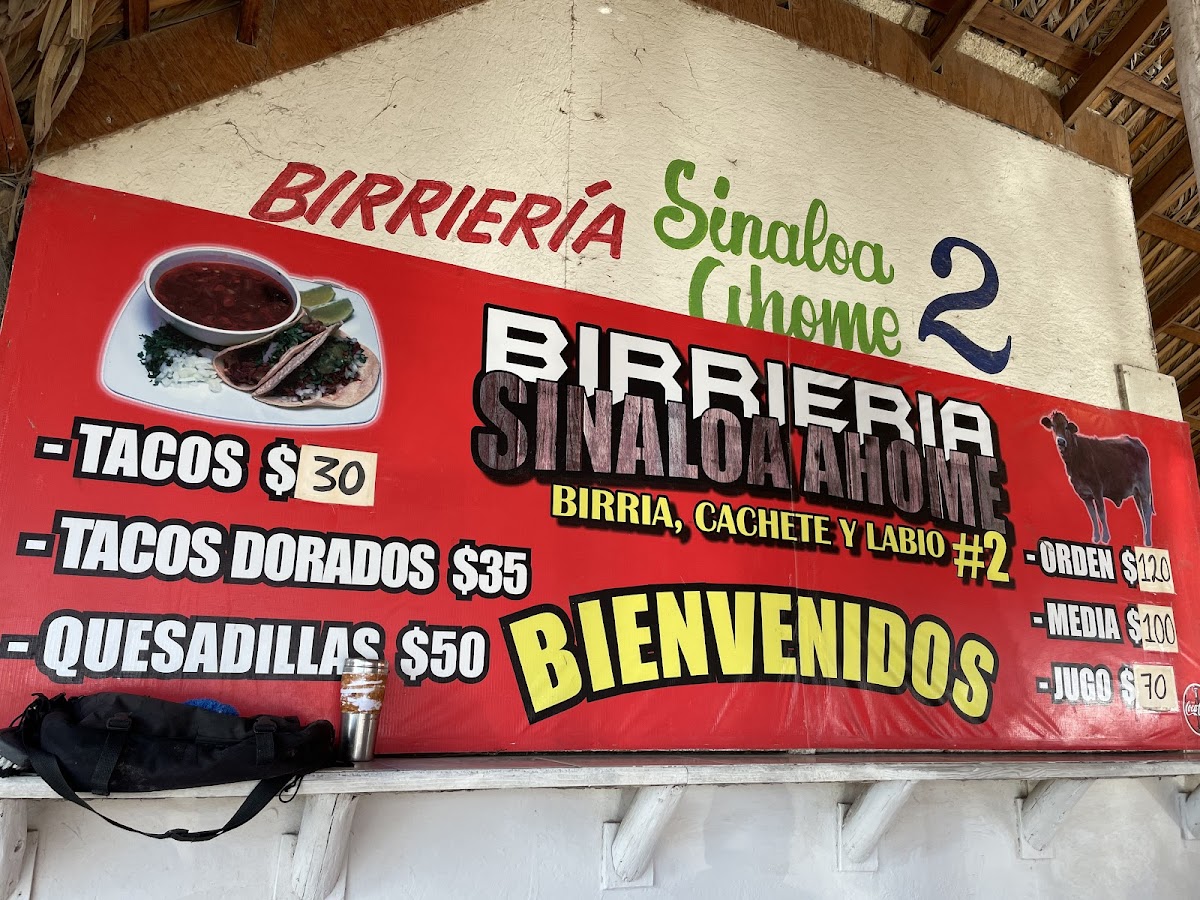 BIRRIERÍA Sinaloa Ahome 2
BIRRIERIA
SINALOA AHOME
BIRRIA, CACHETE Y LABIO #2
BIENVENIDOS
- TACOS $30
- TACOS DORADOS $35
- QUESADILLAS $50
- ORDEN $120
- MEDIA $100
- JUGO $70